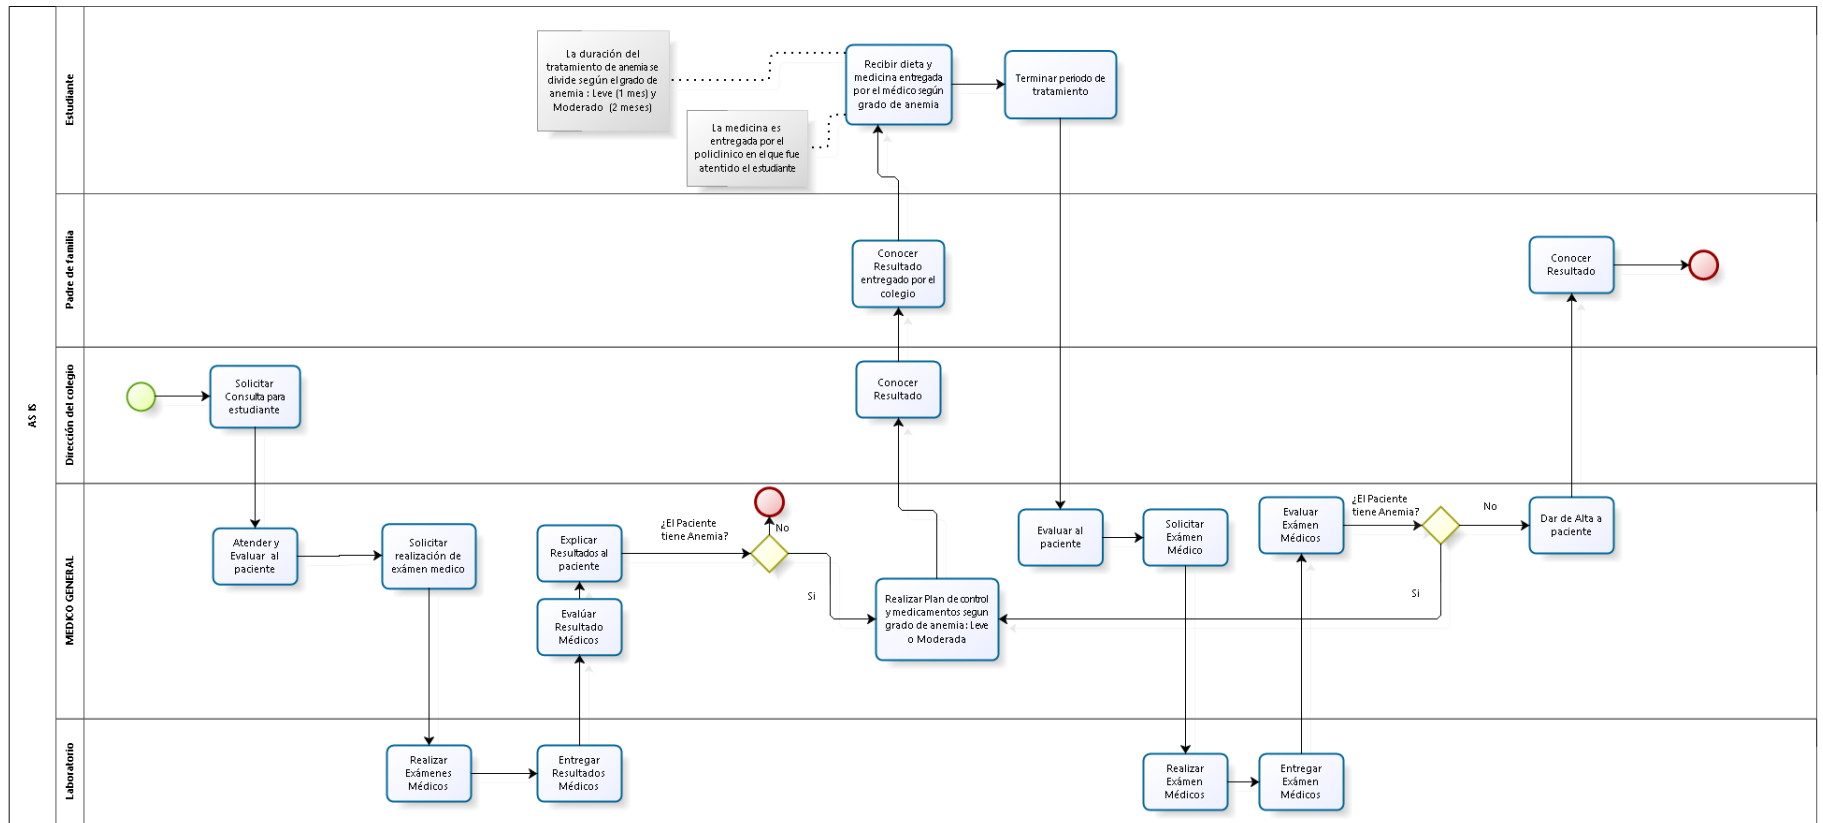 AS IS
Estudiante
La duración del
tratamiento de anemia se
divide según el grado de
anemia : Leve (1 mes) y
Moderado (2 meses)
La medicina es
entregada por el
policlinico en el que fue
atentido el estudiante
Recibir dieta y
medicina entregada
por el médico según
grado de anemia
Terminar periodo de
tratamiento
Padre de familia
Conocer
Resultado
entregado por el
colegio
Conocer
Resultado
Dirección del colegio
Solicitar
Consulta para
estudiante
Conocer
Resultado
MEDICO GENERAL
Atender y
Evaluar al
paciente
Solicitar
realización de
exámen medico
Explicar
Resultados al
paciente
Evalúar
Resultado
Médicos
¿El Paciente
tiene Anemia?
No
Si
Realizar Plan de control
y medicamentos segun
grado de anemia: Leve
o Moderada
Evaluar al
paciente
Solicitar
Exámen
Médico
Evaluar
Exámen
Médicos
¿El Paciente
tiene Anemia?
No
Si
Dar de Alta a
paciente
Laboratorio
Realizar
Exámenes
Médicos
Entregar
Resultados
Médicos
Realizar
Exámen
Médicos
Entregar
Exámen
Médicos